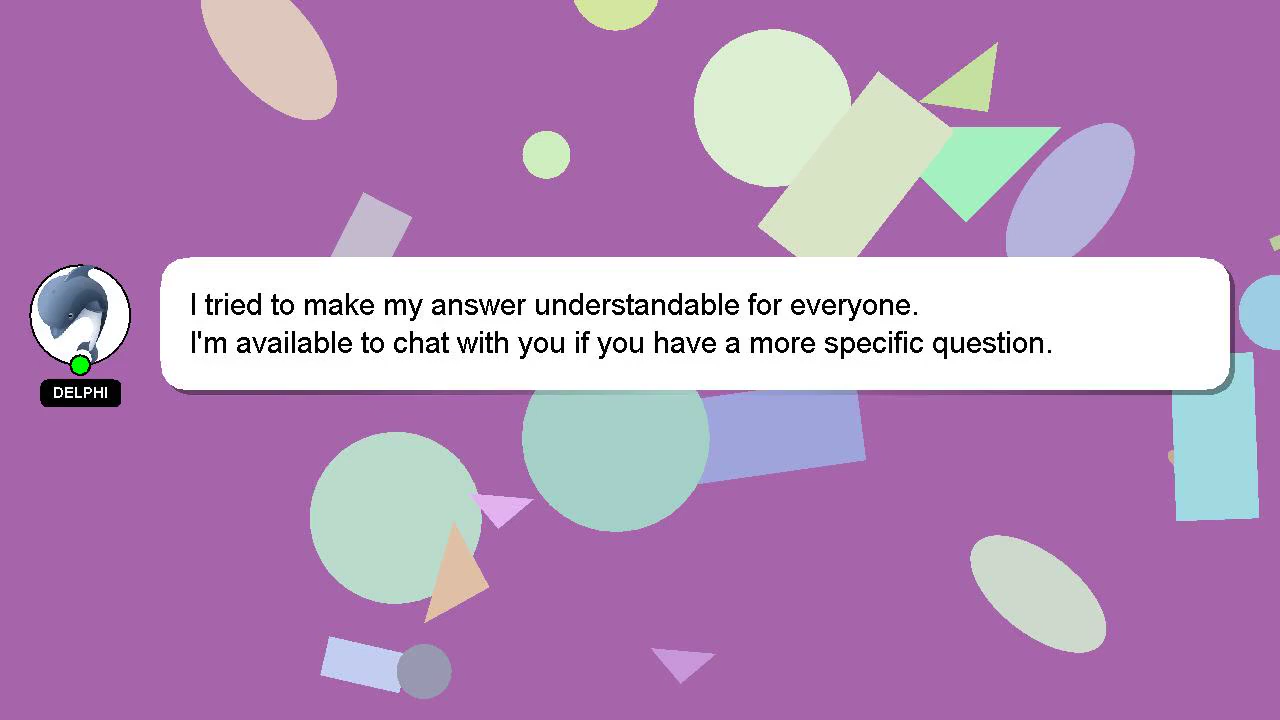 I tried to make my answer understandable for everyone.
I'm available to chat with you if you have a more specific question.
DELPHI